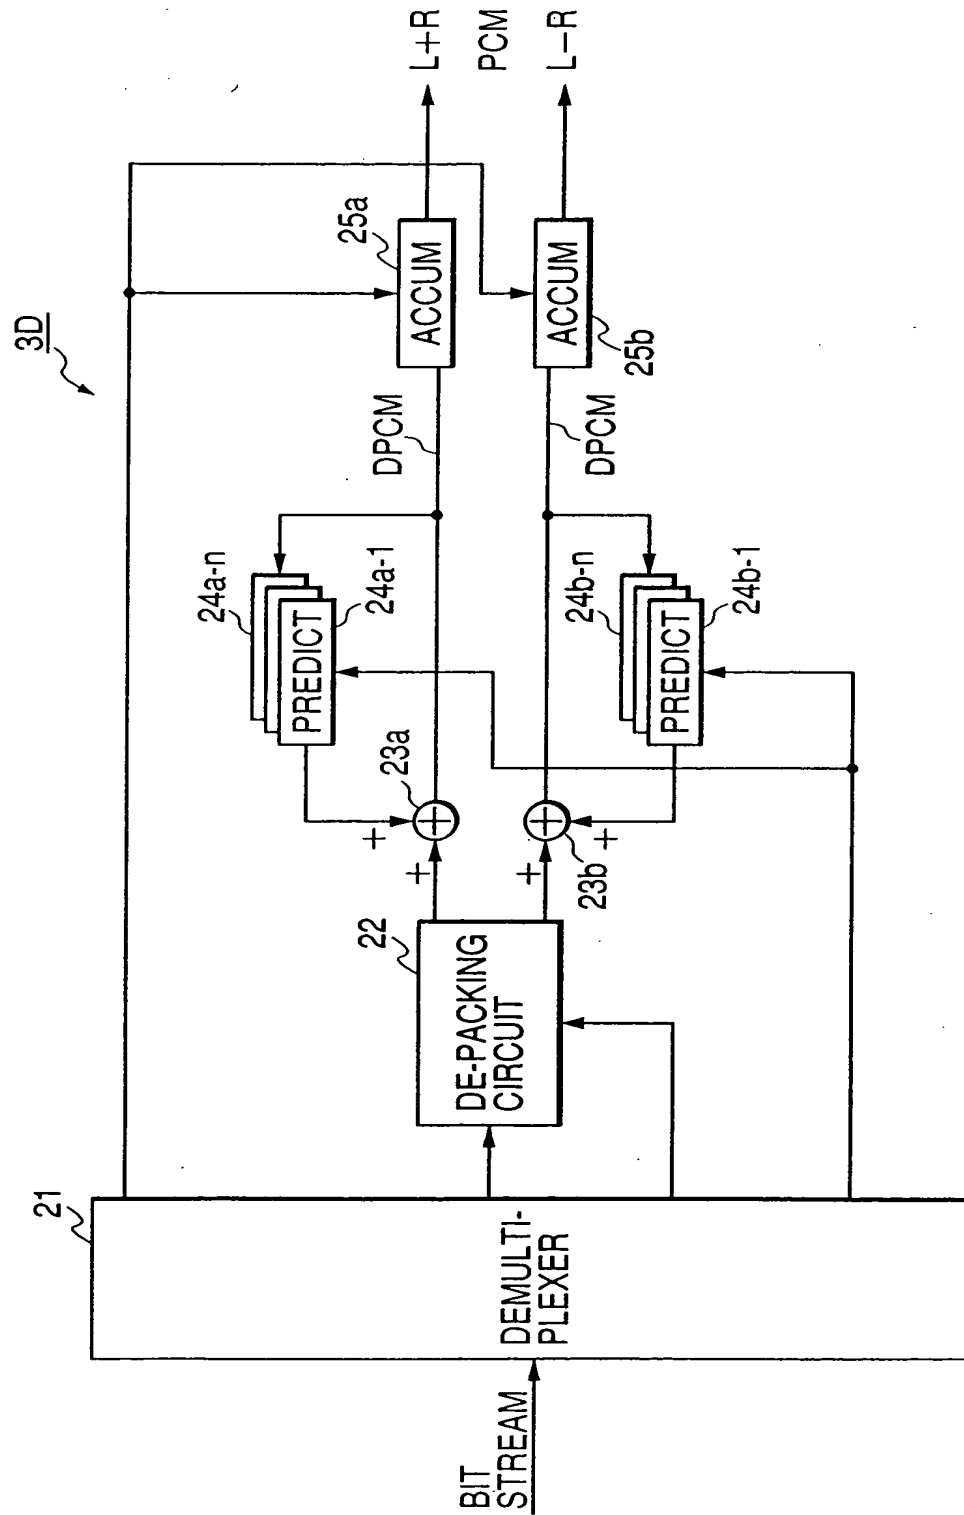 3D
BIT
STREAM
21
DEMULTI-
PLEXER
22
DE-PACKING
CIRCUIT
+
+
23a
+
+
23b
24a-n
PREDICT
24a-1
24b-n
PREDICT
24b-1
DPCM
DPCM
25a
ACCUM
ACCUM
25b
L+R
PCM
L−R